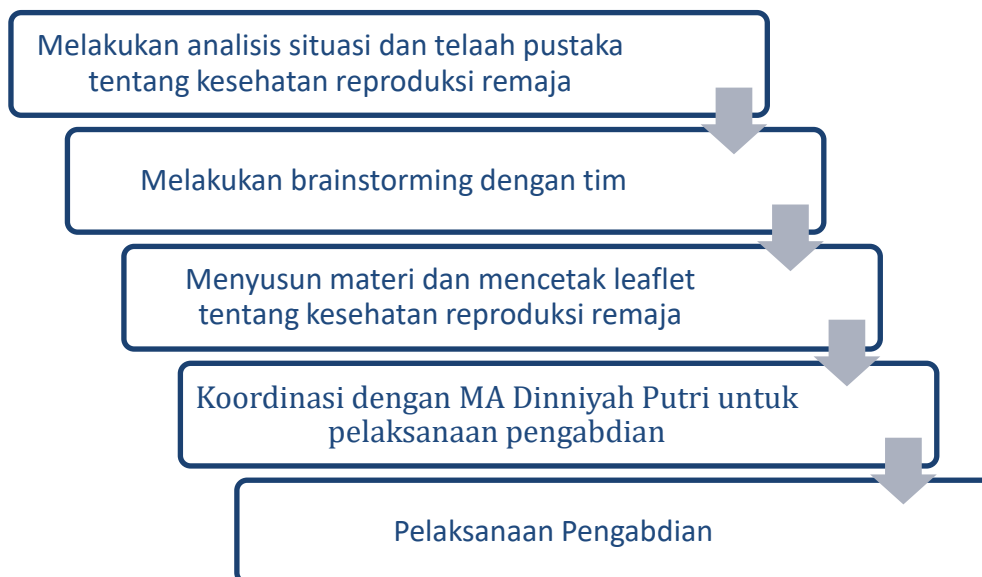 Melakukan analisis situasi dan telaah pustaka
tentang kesehatan reproduksi remaja
Melakukan brainstorming dengan tim
Menyusun materi dan mencetak leaflet
tentang kesehatan reproduksi remaja
Koordinasi dengan MA Dinniyah Putri untuk
pelaksanaan pengabdian
Pelaksanaan Pengabdian